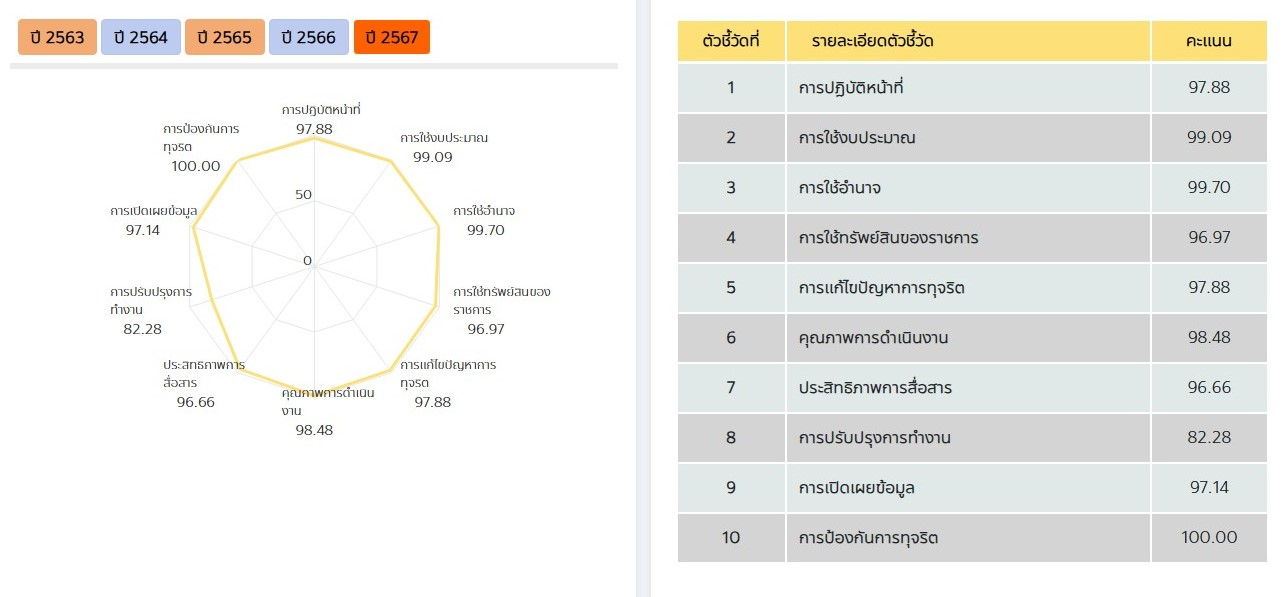 ปี 2563 ปี 2564 ปี 2565 ปี 2566 ปี 2567
การปฏิบัติหน้าที่
97.88
การใช้งบประมาณ
99.09
การใช้อำนาจ
99.70
การใช้ทรัพย์สินของ
ราชการ
96.97
การแก้ไขปัญหาการ
ทุจริต
97.88
คุณภาพการดำเนิน
งาน
98.48
ประสิทธิภาพการ
สื่อสาร
96.66
การปรับปรุงการ
ทำงาน
82.28
การเปิดเผยข้อมูล
97.14
การป้องกันการ
ทุจริต
100.00
50
0
ตัวชี้วัดที่ รายละเอียดตัวชี้วัด คะแนน
1 การปฏิบัติหน้าที่ 97.88
2 การใช้งบประมาณ 99.09
3 การใช้อำนาจ 99.70
4 การใช้ทรัพย์สินของราชการ 96.97
5 การแก้ไขปัญหาการทุจริต 97.88
6 คุณภาพการดำเนินงาน 98.48
7 ประสิทธิภาพการสื่อสาร 96.66
8 การปรับปรุงการทำงาน 82.28
9 การเปิดเผยข้อมูล 97.14
10 การป้องกันการทุจริต 100.00